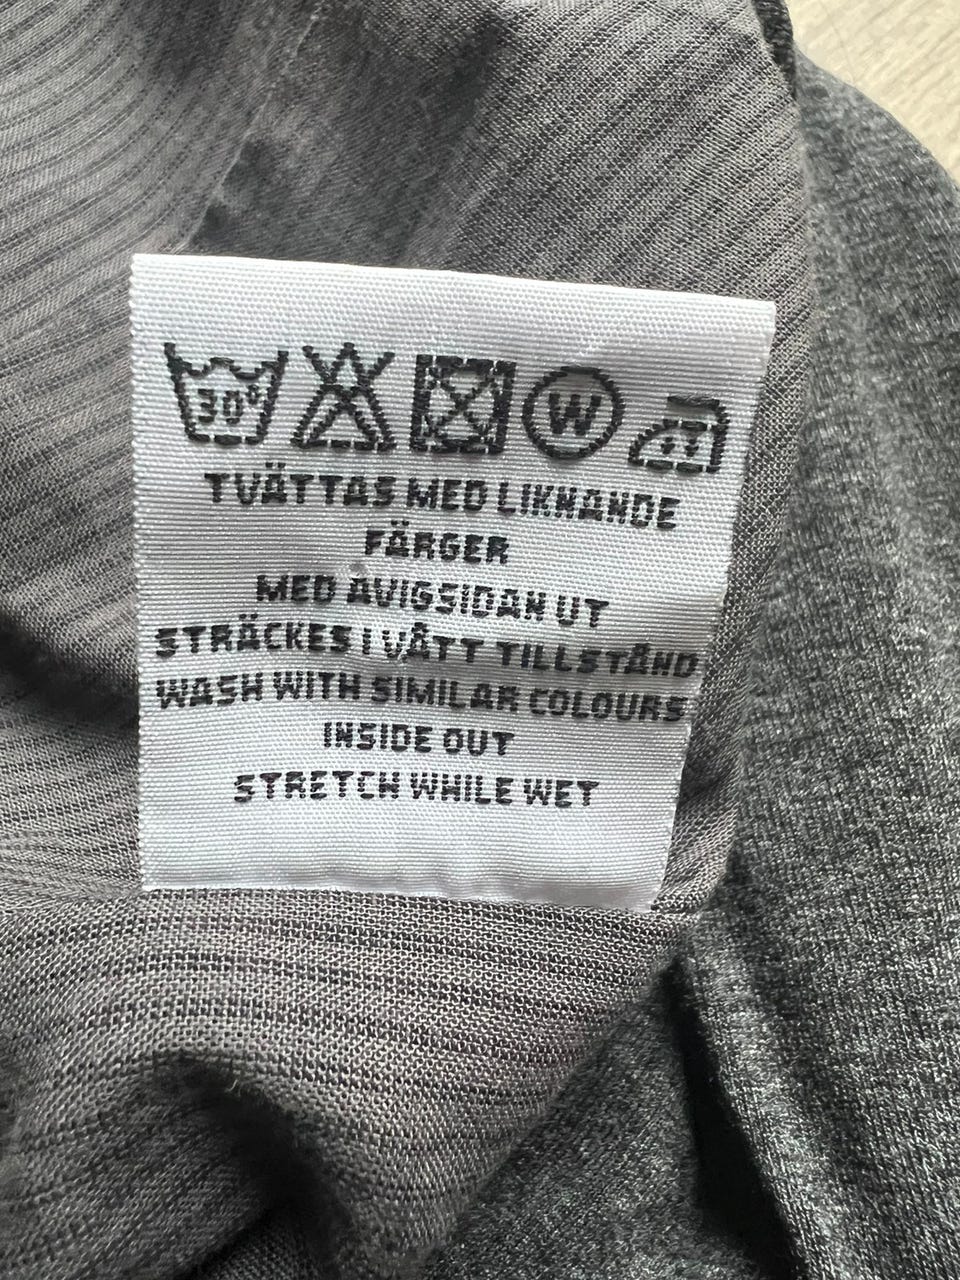 30°
W
TVÄTTAS MED LIKNANDE
FÄRGER
MED AVIGSIDAN UT
STRÄCKES I VÅTT TILLSTÅND
WASH WITH SIMILAR COLOURS
INSIDE OUT
STRETCH WHILE WET